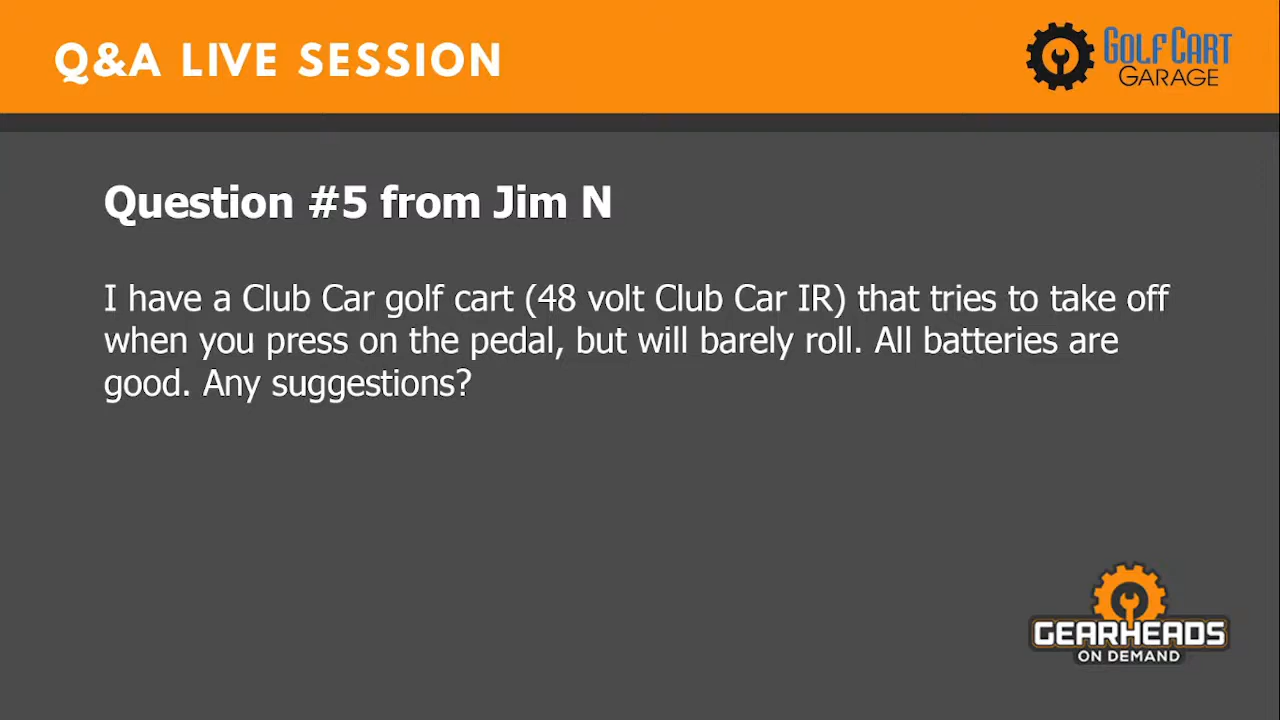 Q&A LIVE SESSION
GOLF CART
GARAGE
Question #5 from Jim N
I have a Club Car golf cart (48 volt Club Car IR) that tries to take off
when you press on the pedal, but will barely roll. All batteries are
good. Any suggestions?
GEARHEADS
ON DEMAND